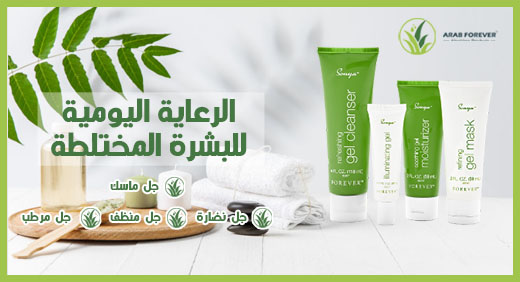 ARAB FOREVER
الرعاية اليومية
للبشرة المختلطة
جل ماسك
جل نضارة
جل منظف
جل مرطب
Sonya
refreshing
gel cleanser
FOREVER
Sonya
illuminating gel
FOREVER
Sonya
soothing gel
moisturizer
FOREVER
Sonya
refining
gel mask
FOREVER